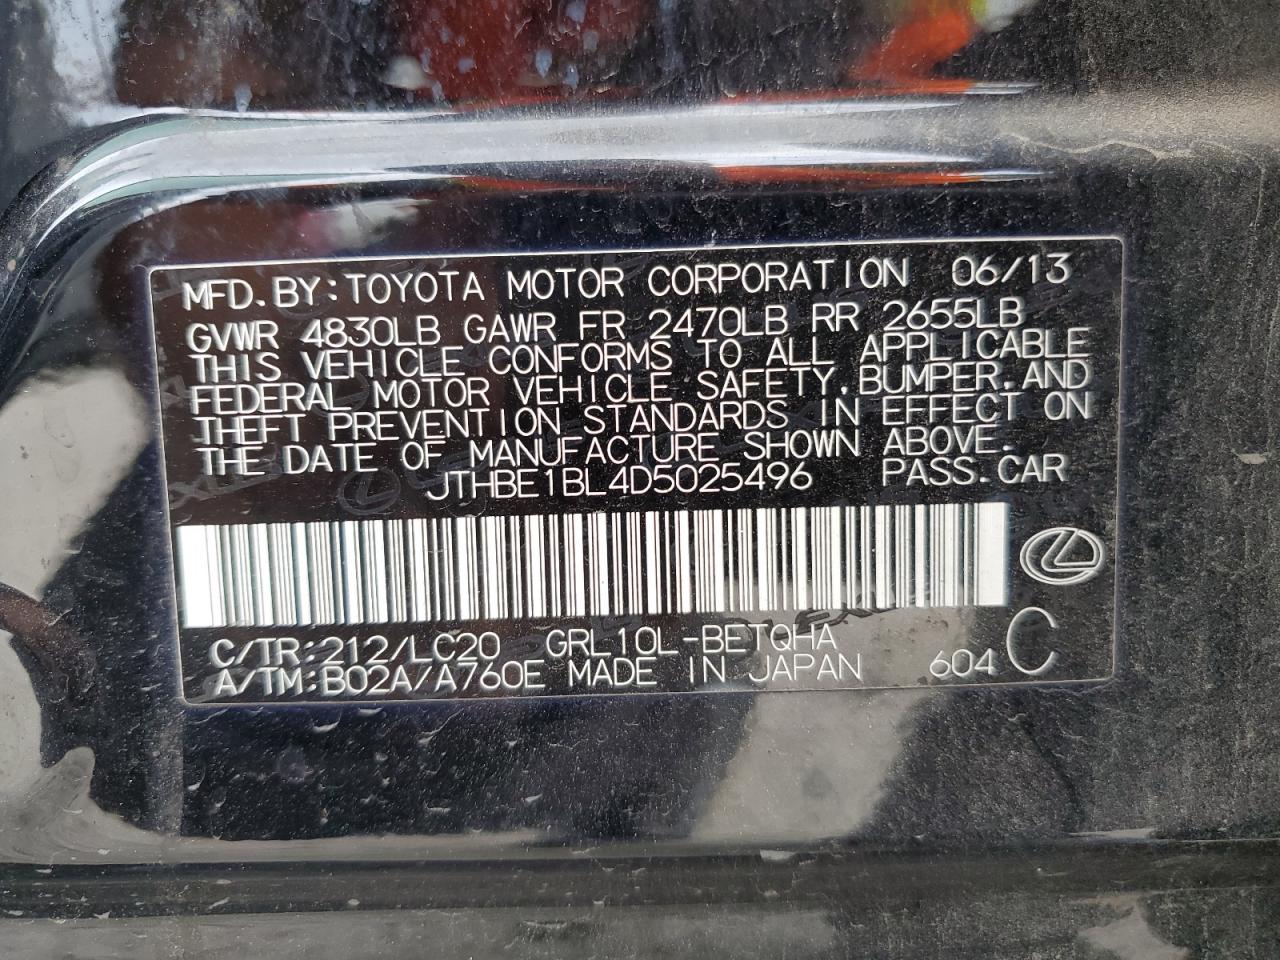 MFD.BY:TOYOTA MOTOR CORPORATION 06/13
GVWR 4830LB GAWR FR 2470LB RR 2655LB
THIS VEHICLE CONFORMS TO ALL APPLICABLE
FEDERAL MOTOR VEHICLE SAFETY,BUMPER,AND
THEFT PREVENTION STANDARDS IN EFFECT ON
THE DATE OF MANUFACTURE SHOWN ABOVE.
JTHBE1BL4D5025496 PASS.CAR
C/TR:212/LC20 GRL10L-BETQHA
A/TM:B02A/A760E MADE IN JAPAN 604 C